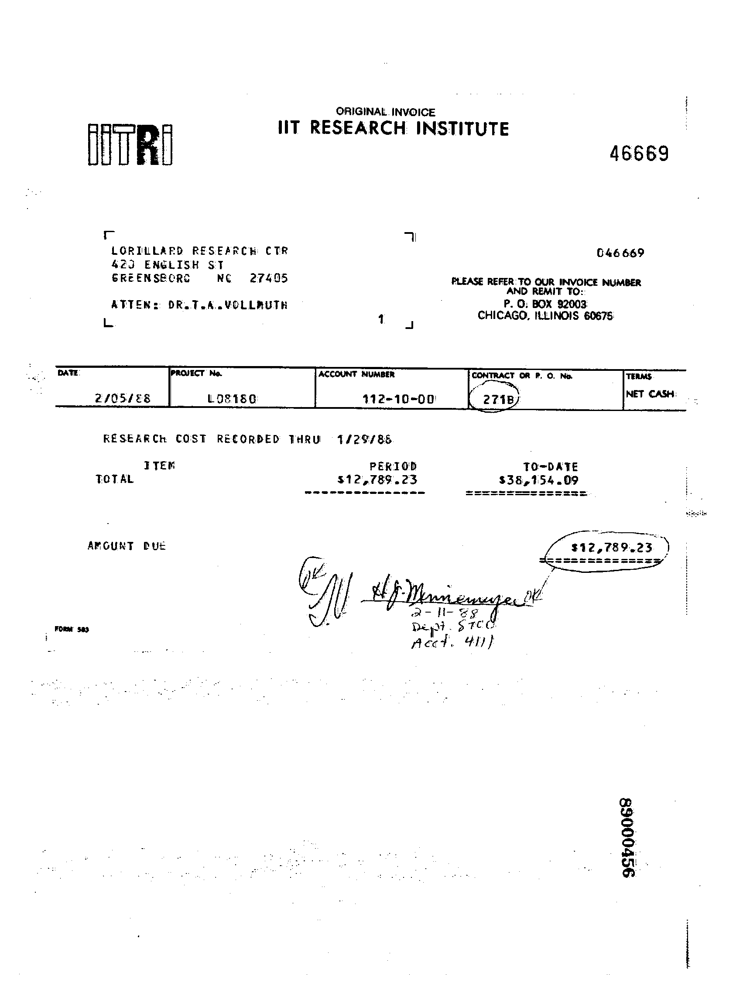 ORIGINAL INVOICE
IIT RESEARCH INSTITUTE
IITRI
46669
LORILLARD RESEARCH CTR
420 ENGLISH ST
GREENSBORO NC 27405
ATTEN: DR.T.A.VOLLMUTH
1
046669
PLEASE REFER TO OUR INVOICE NUMBER
AND REMIT TO:
P. O. BOX 92003
CHICAGO, ILLINOIS 60675
DATE PROJECT No. ACCOUNT NUMBER CONTRACT OR P. O. No. TERMS
2/05/88 L08180 112-10-00 271B NET CASH
RESEARCH COST RECORDED THRU 1/29/88
ITEM PERIOD TO-DATE
TOTAL $12,789.23 $38,154.09
AMOUNT DUE $12,789.23
OK
H.J. Minnemeyer
2-11-88
Dept. STCO
Acct. 4111
FORM 583
89000456